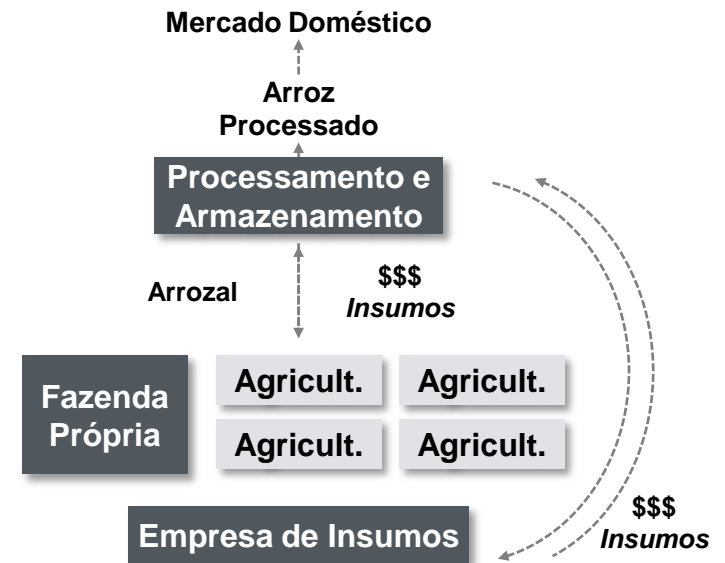 Mercado Doméstico
Arroz
Processado
Processamento e
Armazenamento
Arrozal
$$$
Insumos
Fazenda
Própria
Agricult.
Agricult.
Agricult.
Agricult.
Empresa de Insumos
$$$
Insumos